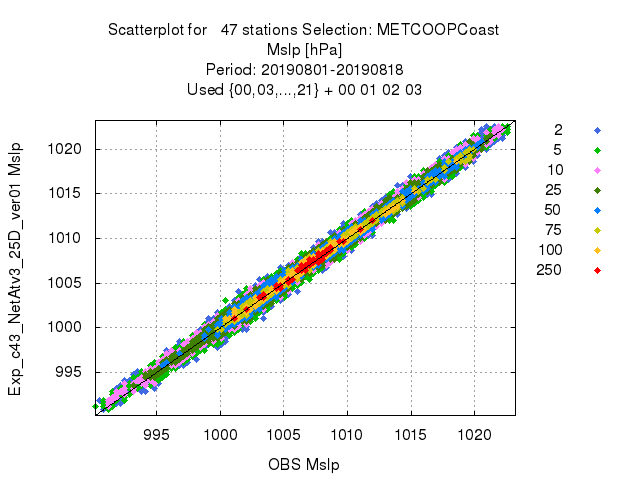 Scatterplot for 47 stations Selection: METCOOPCoast
Mslp [hPa]
Period: 20190801-20190818
Used {00,03,...,21} + 00 01 02 03
Exp_c43_NetAtv3_25D_ver01 Mslp
1020
1015
1010
1005
1000
995
995 1000 1005 1010 1015 1020
OBS Mslp
2
5
10
25
50
75
100
250